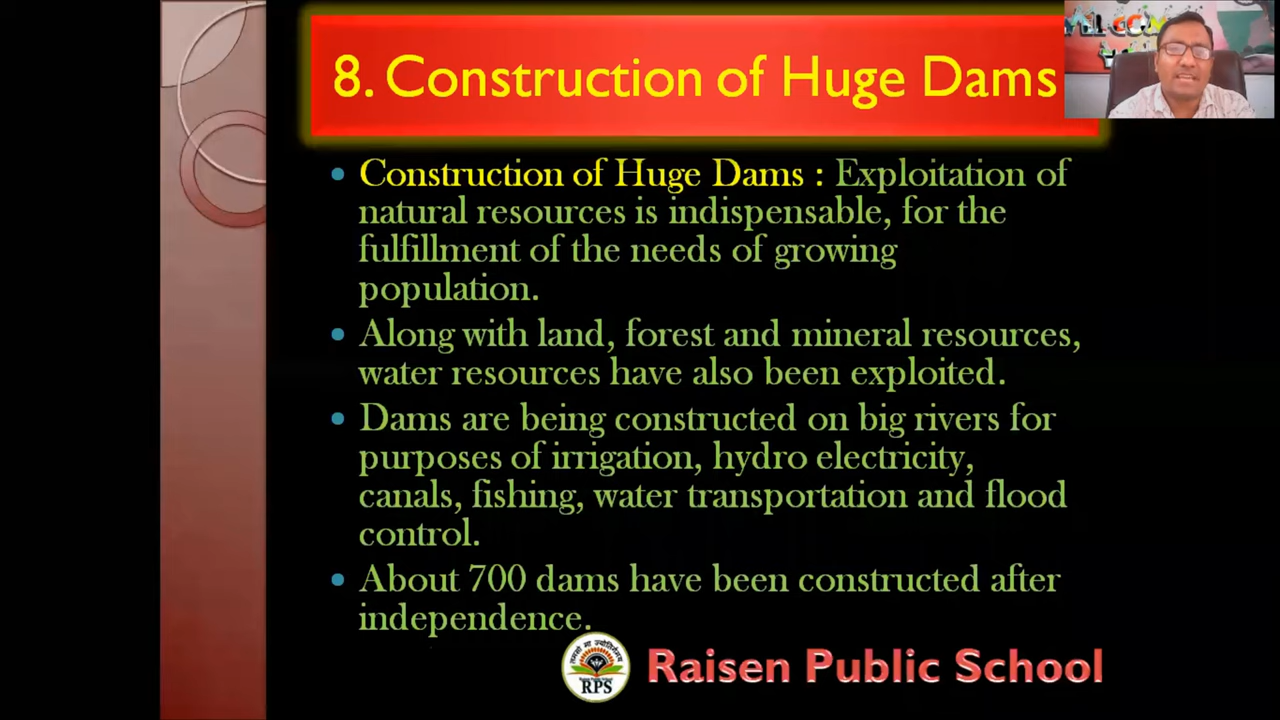 8. Construction of Huge Dams
Construction of Huge Dams : Exploitation of
natural resources is indispensable, for the
fulfillment of the needs of growing
population.
Along with land, forest and mineral resources,
water resources have also been exploited.
Dams are being constructed on big rivers for
purposes of irrigation, hydro electricity,
canals, fishing, water transportation and flood
control.
About 700 dams have been constructed after
independence.
तमसो मा ज्योतिर्गमय
RPS
Raisen Public School